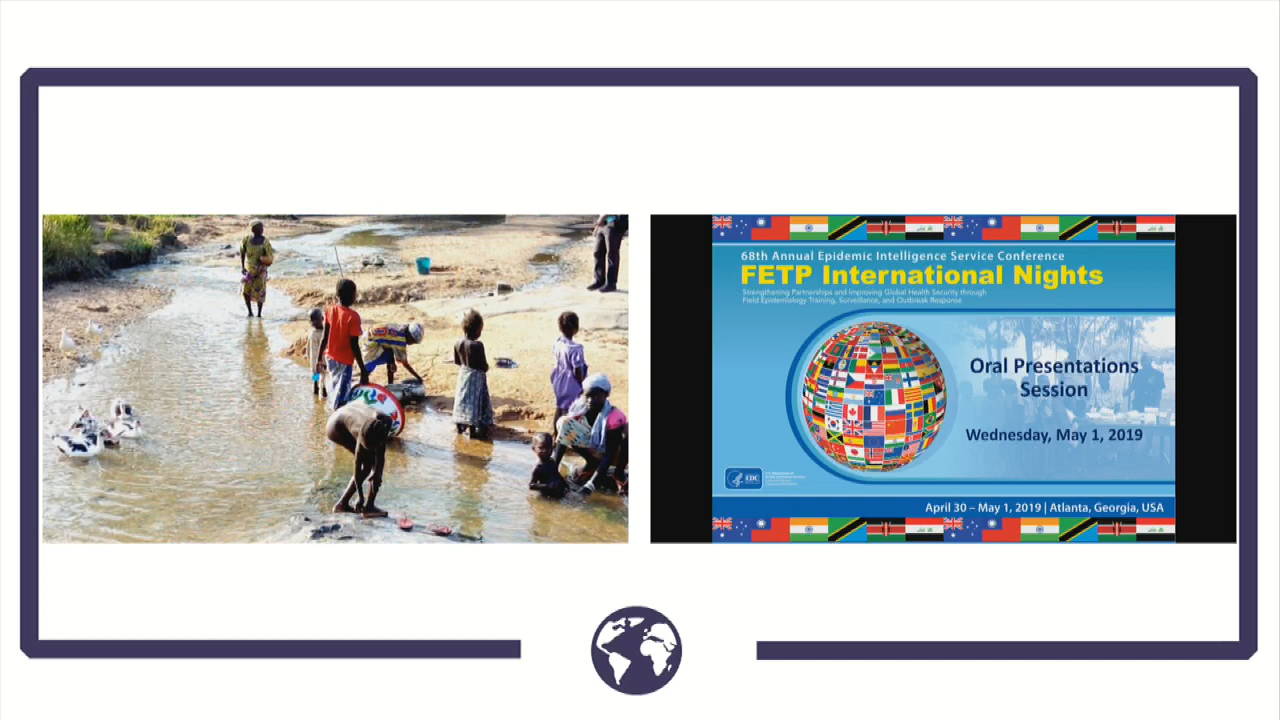 68th Annual Epidemic Intelligence Service Conference
FETP International Nights
Strengthening Partnerships and Improving Global Health Security through
Field Epidemiology Training, Surveillance, and Outbreak Response
Oral Presentations
Session
Wednesday, May 1, 2019
CDC
April 30 – May 1, 2019 | Atlanta, Georgia, USA